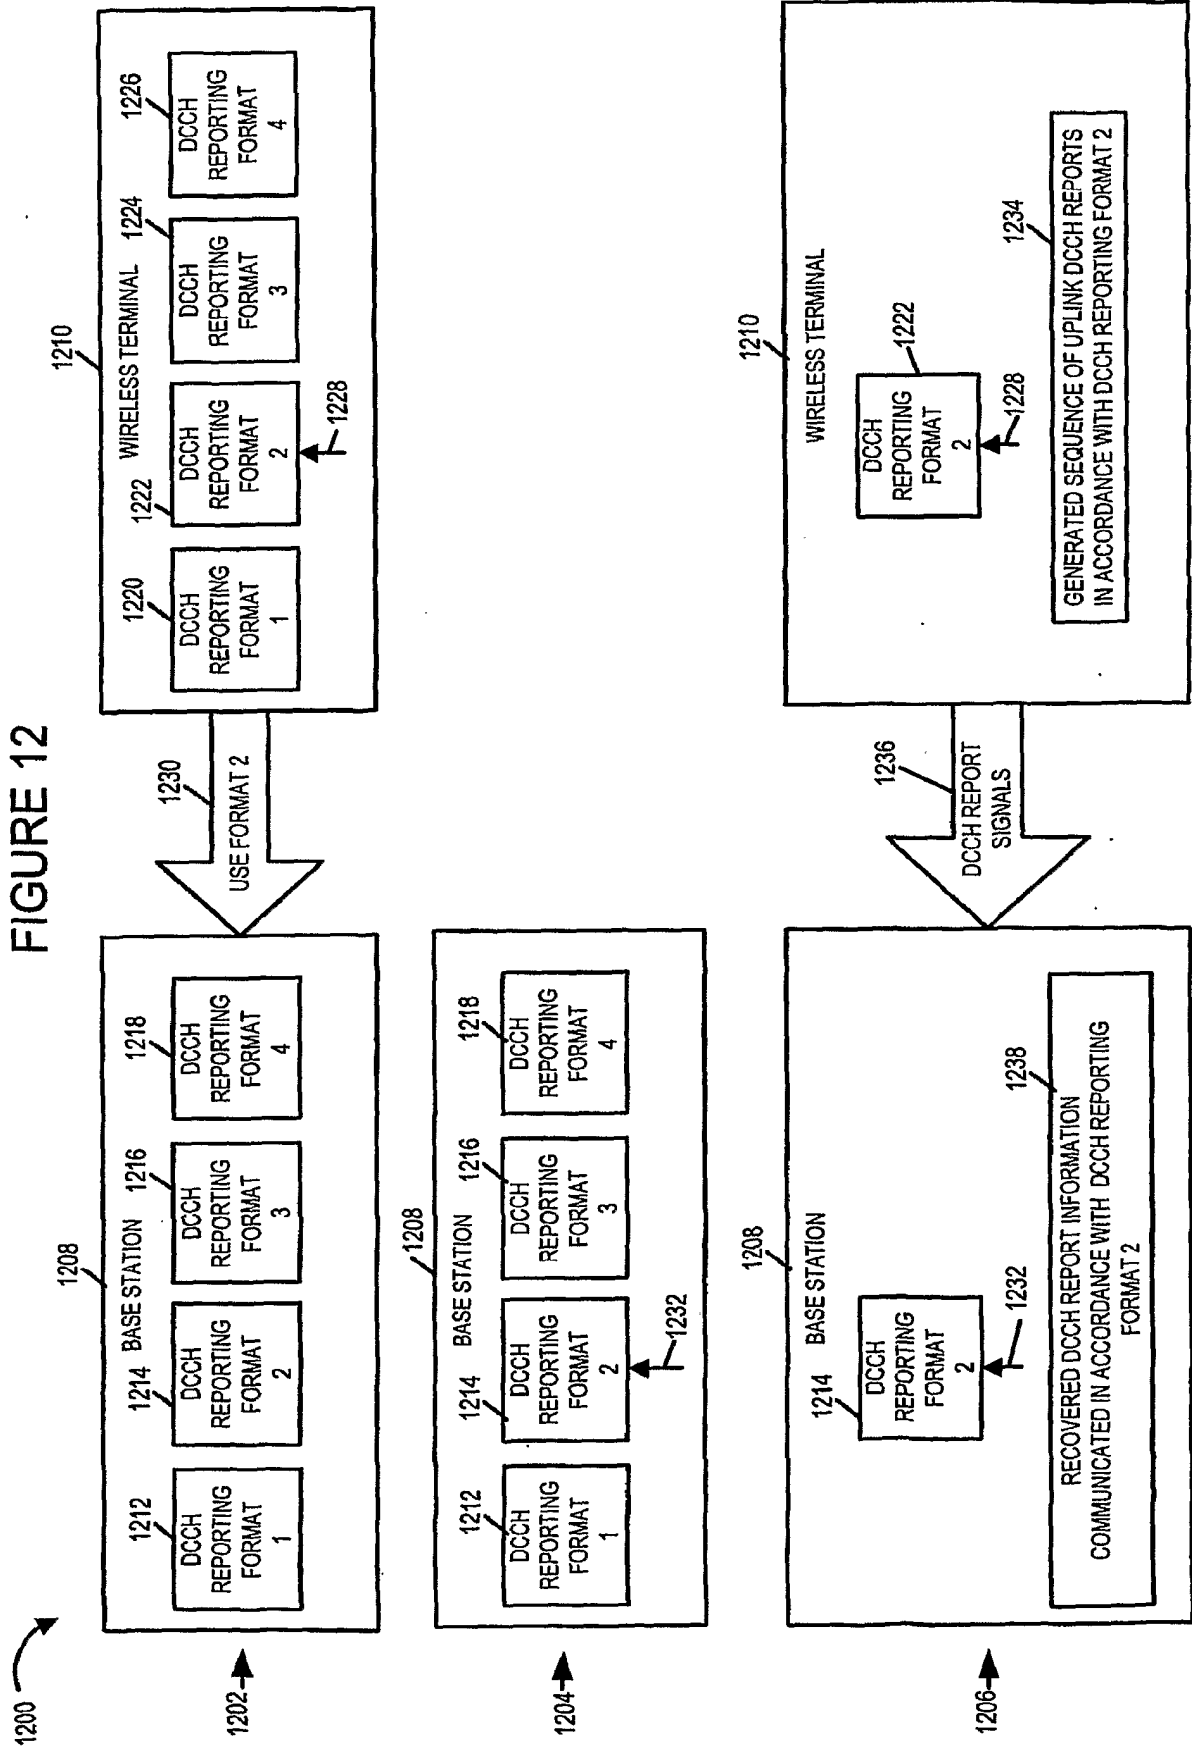 FIGURE 12
1200
1202
1208
BASE STATION
1212
DCCH
REPORTING
FORMAT
1
1214
DCCH
REPORTING
FORMAT
2
1216
DCCH
REPORTING
FORMAT
3
1218
DCCH
REPORTING
FORMAT
4
1230
USE FORMAT 2
1210
WIRELESS TERMINAL
1220
DCCH
REPORTING
FORMAT
1
1222
DCCH
REPORTING
FORMAT
2
1228
1224
DCCH
REPORTING
FORMAT
3
1226
DCCH
REPORTING
FORMAT
4
1204
1208
BASE STATION
1212
DCCH
REPORTING
FORMAT
1
1214
DCCH
REPORTING
FORMAT
2
1232
1216
DCCH
REPORTING
FORMAT
3
1218
DCCH
REPORTING
FORMAT
4
1206
1208
BASE STATION
1214
DCCH
REPORTING
FORMAT
2
1232
1238
RECOVERED DCCH REPORT INFORMATION
COMMUNICATED IN ACCORDANCE WITH DCCH REPORTING
FORMAT 2
1236
DCCH REPORT
SIGNALS
1210
WIRELESS TERMINAL
1222
DCCH
REPORTING
FORMAT
2
1228
1234
GENERATED SEQUENCE OF UPLINK DCCH REPORTS
IN ACCORDANCE WITH DCCH REPORTING FORMAT 2